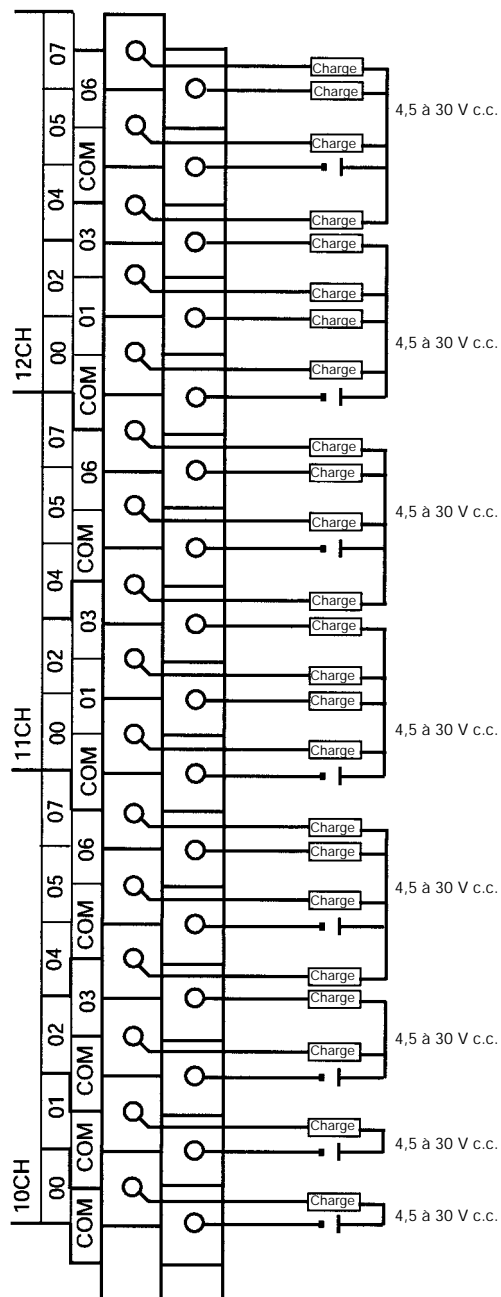 07 Charge
06 Charge
4,5 à 30 V c.c.
05 Charge
COM
04 Charge
03 Charge
02 Charge
01 Charge
4,5 à 30 V c.c.
00 Charge
12CH
COM
07 Charge
06 Charge
4,5 à 30 V c.c.
05 Charge
COM
04 Charge
03 Charge
02 Charge
01 Charge
4,5 à 30 V c.c.
00 Charge
11CH
COM
07 Charge
06 Charge
4,5 à 30 V c.c.
05 Charge
COM
04 Charge
03 Charge
4,5 à 30 V c.c.
02 Charge
COM
01 Charge
4,5 à 30 V c.c.
COM
00 Charge
10CH
4,5 à 30 V c.c.
COM